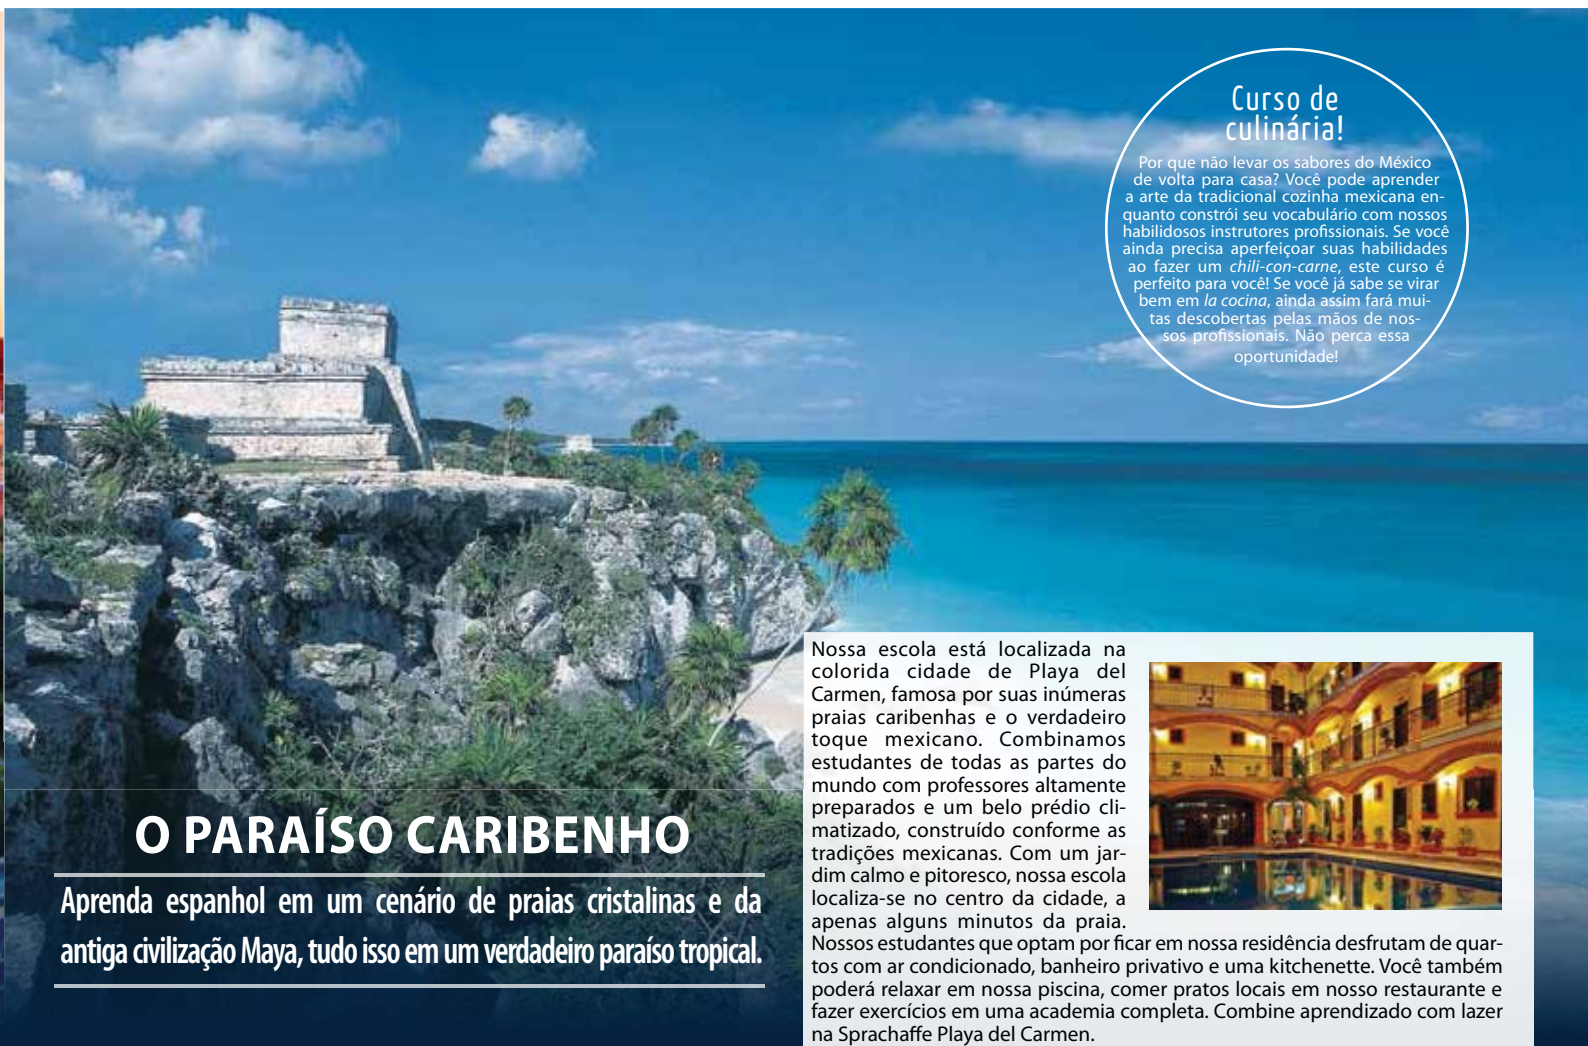 Curso de
culinária!
Por que não levar os sabores do México
de volta para casa? Você pode aprender
a arte da tradicional cozinha mexicana en-
quanto constrói seu vocabulário com nossos
habilidosos instrutores profissionais. Se você
ainda precisa aperfeiçoar suas habilidades
ao fazer um chili-con-carne, este curso é
perfeito para você! Se você já sabe se virar
bem em la cocina, ainda assim fará mui-
tas descobertas pelas mãos de nos-
sos profissionais. Não perca essa
oportunidade!
O PARAÍSO CARIBENHO
Aprenda espanhol em um cenário de praias cristalinas e da
antiga civilização Maya, tudo isso em um verdadeiro paraíso tropical.
Nossa escola está localizada na
colorida cidade de Playa del
Carmen, famosa por suas inúmeras
praias caribenhas e o verdadeiro
toque mexicano. Combinamos
estudantes de todas as partes do
mundo com professores altamente
preparados e um belo prédio cli-
matizado, construído conforme as
tradições mexicanas. Com um jar-
dim calmo e pitoresco, nossa escola
localiza-se no centro da cidade, a
apenas alguns minutos da praia.
Nossos estudantes que optam por ficar em nossa residência desfrutam de quar-
tos com ar condicionado, banheiro privativo e uma kitchenette. Você também
poderá relaxar em nossa piscina, comer pratos locais em nosso restaurante e
fazer exercícios em uma academia completa. Combine aprendizado com lazer
na Sprachaffe Playa del Carmen.